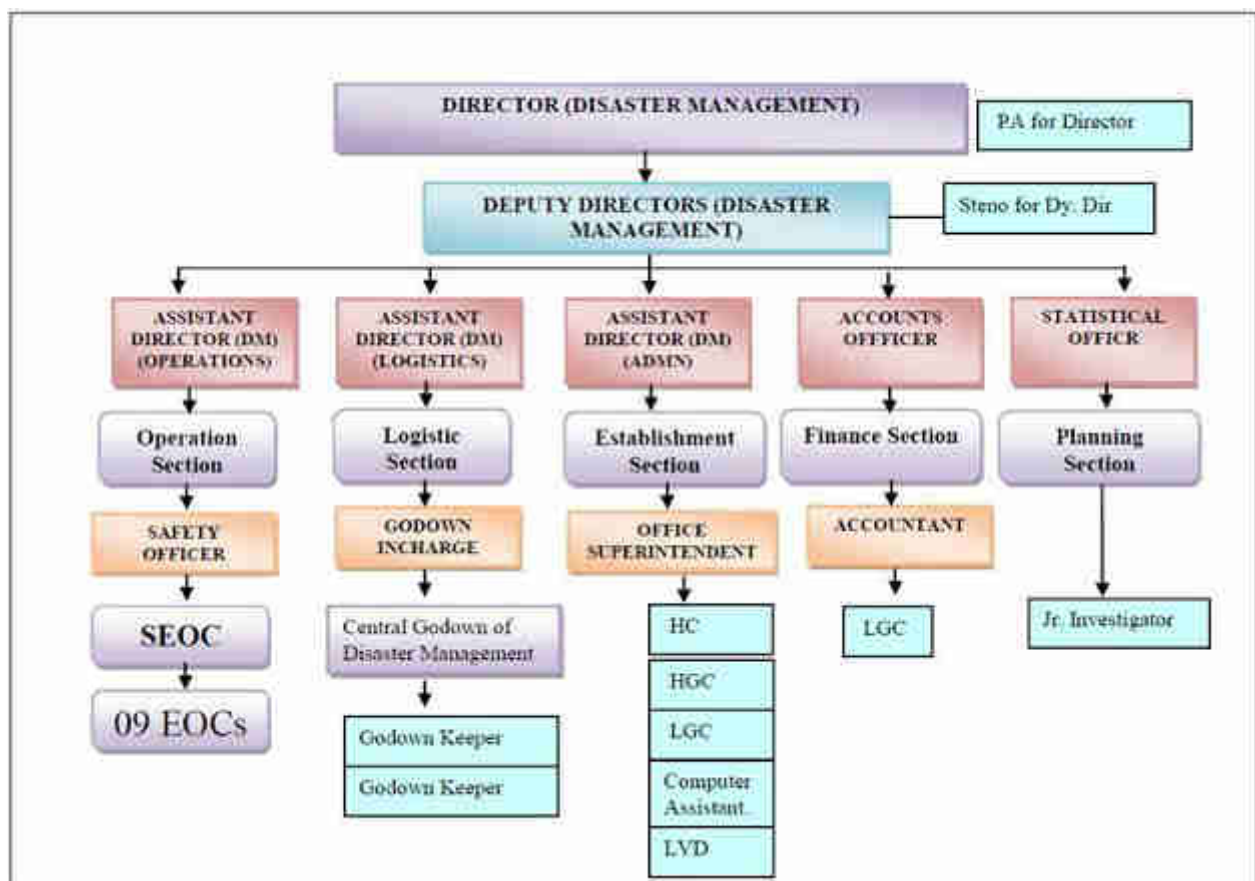 DIRECTOR (DISASTER MANAGEMENT)
PA for Director
DEPUTY DIRECTORS (DISASTER
MANAGEMENT)
Steno for Dy. Dir
ASSISTANT
DIRECTOR (DM)
(OPERATIONS)
ASSISTANT
DIRECTOR (DM)
(LOGISTICS)
ASSISTANT
DIRECTOR (DM)
(ADMN)
ACCOUNTS
OFFFICER
STATISTICAL
OFFICR
Operation
Section
Logistic
Section
Establishment
Section
Finance Section
Planning
Section
SAFETY
OFFICER
GODOWN
INCHARGE
OFFICE
SUPERINTENDENT
ACCOUNTANT
SEOC
Central Godown of
Disaster Management
HC
LGC
Jr. Investigator
09 EOCs
Godown Keeper
Godown Keeper
HGC
LGC
Computer
Assistant.
LVD